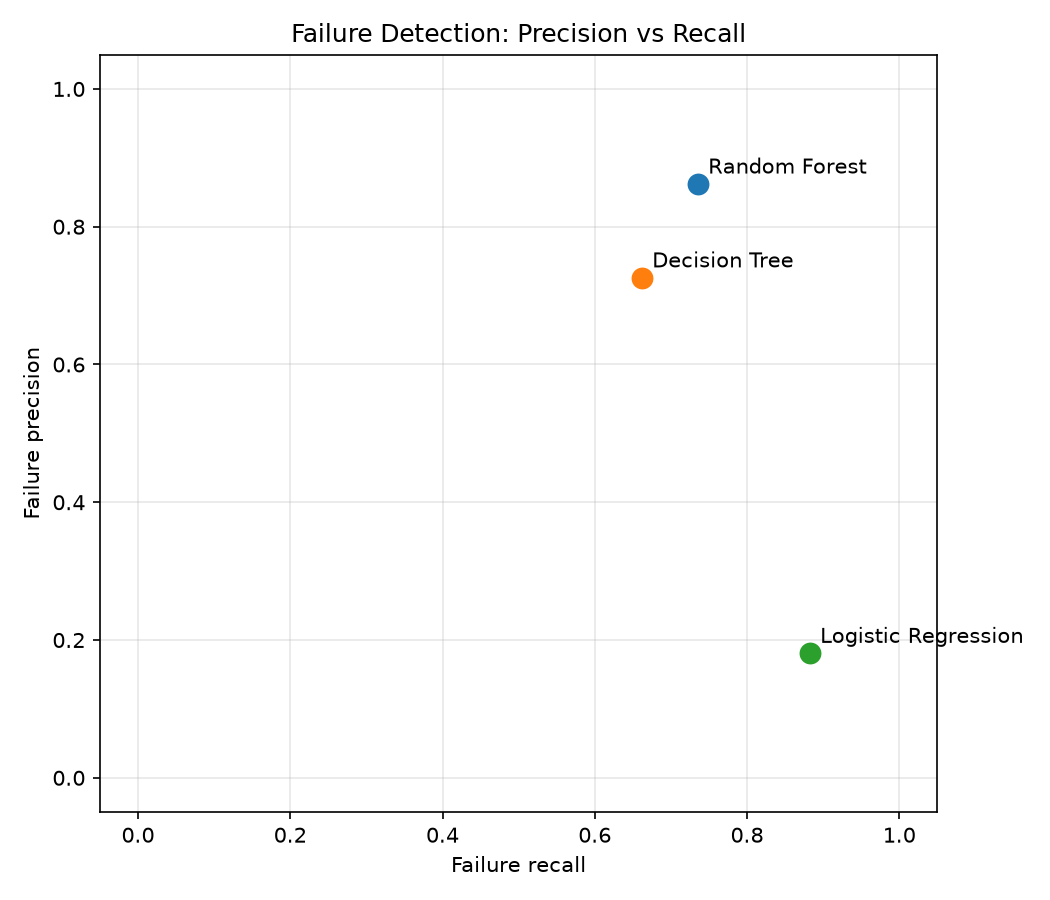 Failure Detection: Precision vs Recall
1.0
Random Forest
0.8
Decision Tree
0.6
Failure precision
0.4
0.2
Logistic Regression
0.0
0.0 0.2 0.4 0.6 0.8 1.0
Failure recall